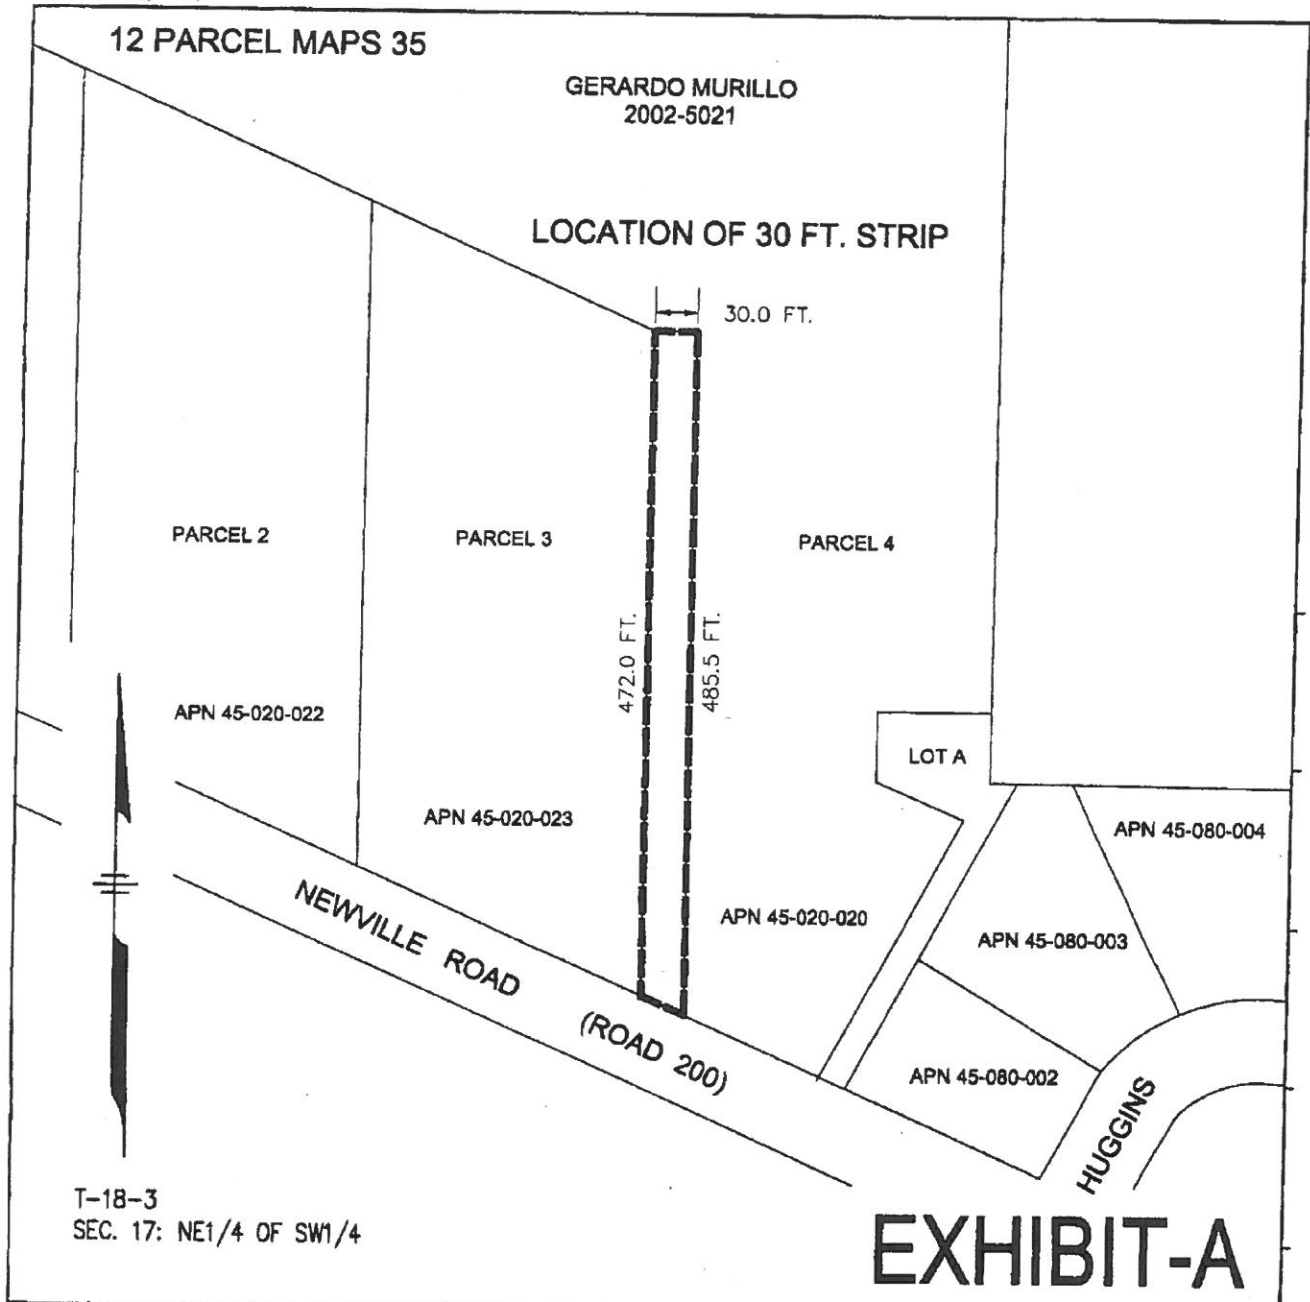 12 PARCEL MAPS 35
GERARDO MURILLO
2002-5021
LOCATION OF 30 FT. STRIP
30.0 FT.
PARCEL 2
PARCEL 3
PARCEL 4
472.0 FT.
485.5 FT.
APN 45-020-022
LOT A
APN 45-020-023
APN 45-080-004
APN 45-020-020
APN 45-080-003
NEWVILLE ROAD (ROAD 200)
APN 45-080-002
HUGGINS
T-18-3
SEC. 17: NE1/4 OF SW1/4
EXHIBIT-A